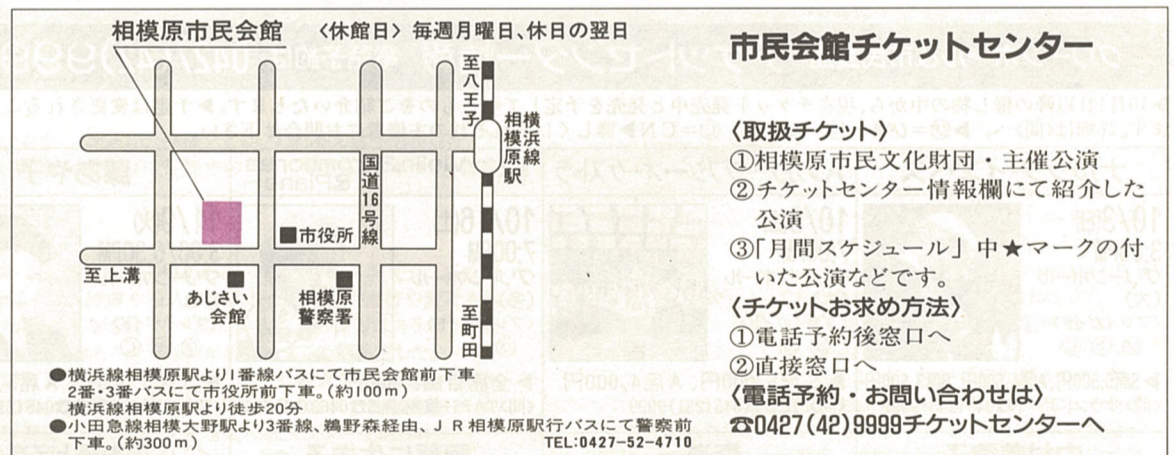 相模原市民会館 〈休館日〉毎週月曜日、休日の翌日
至八王子
横浜線
相模原駅
国道16号線
■市役所
至上溝
あじさい
会館
相模原
警察署
至町田
●横浜線相模原駅より1番線バスにて市民会館前下車
2番・3番バスにて市役所前下車。(約100m)
横浜線相模原駅より徒歩20分
●小田急線相模大野駅より3番線、鵜野森経由、JR相模原駅行バスにて警察前
下車。(約300m) TEL:0427-52-4710
市民会館チケットセンター
〈取扱チケット〉
①相模原市民文化財団・主催公演
②チケットセンター情報欄にて紹介した
公演
③「月間スケジュール」中★マークの付
いた公演などです。
〈チケットお求め方法〉
①電話予約後窓口へ
②直接窓口へ
〈電話予約・お問い合わせは〉
☎0427(42)9999チケットセンターへ